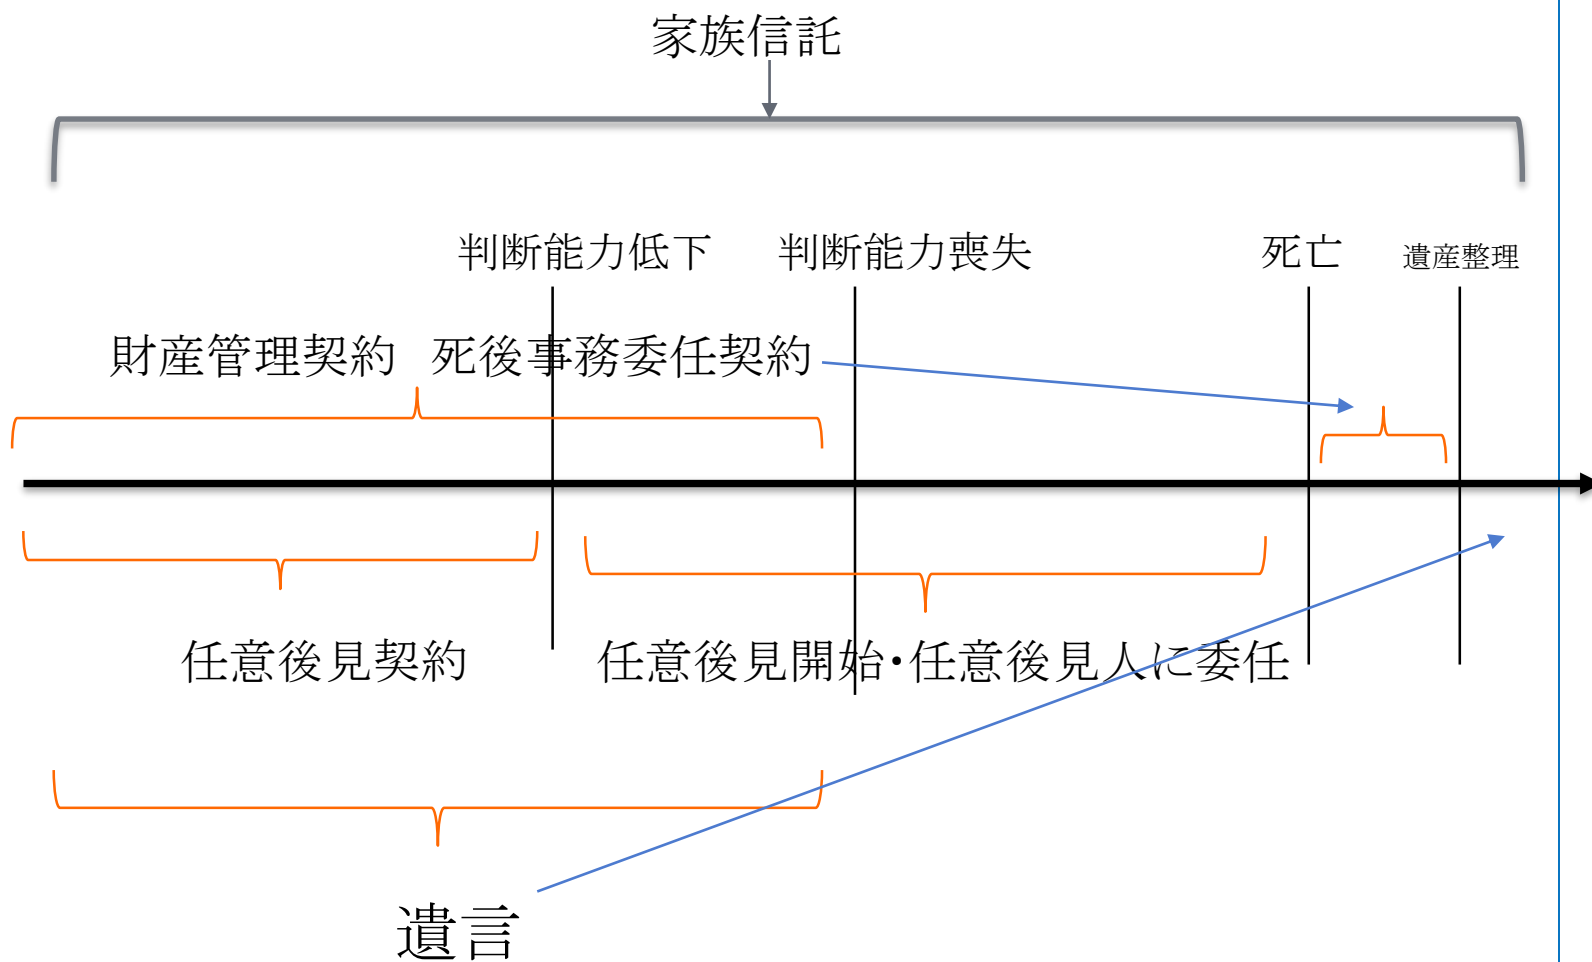 家族信託
判断能力低下 判断能力喪失 死亡 遺産整理
財産管理契約 死後事務委任契約
任意後見契約 任意後見開始・任意後見人に委任
遺言